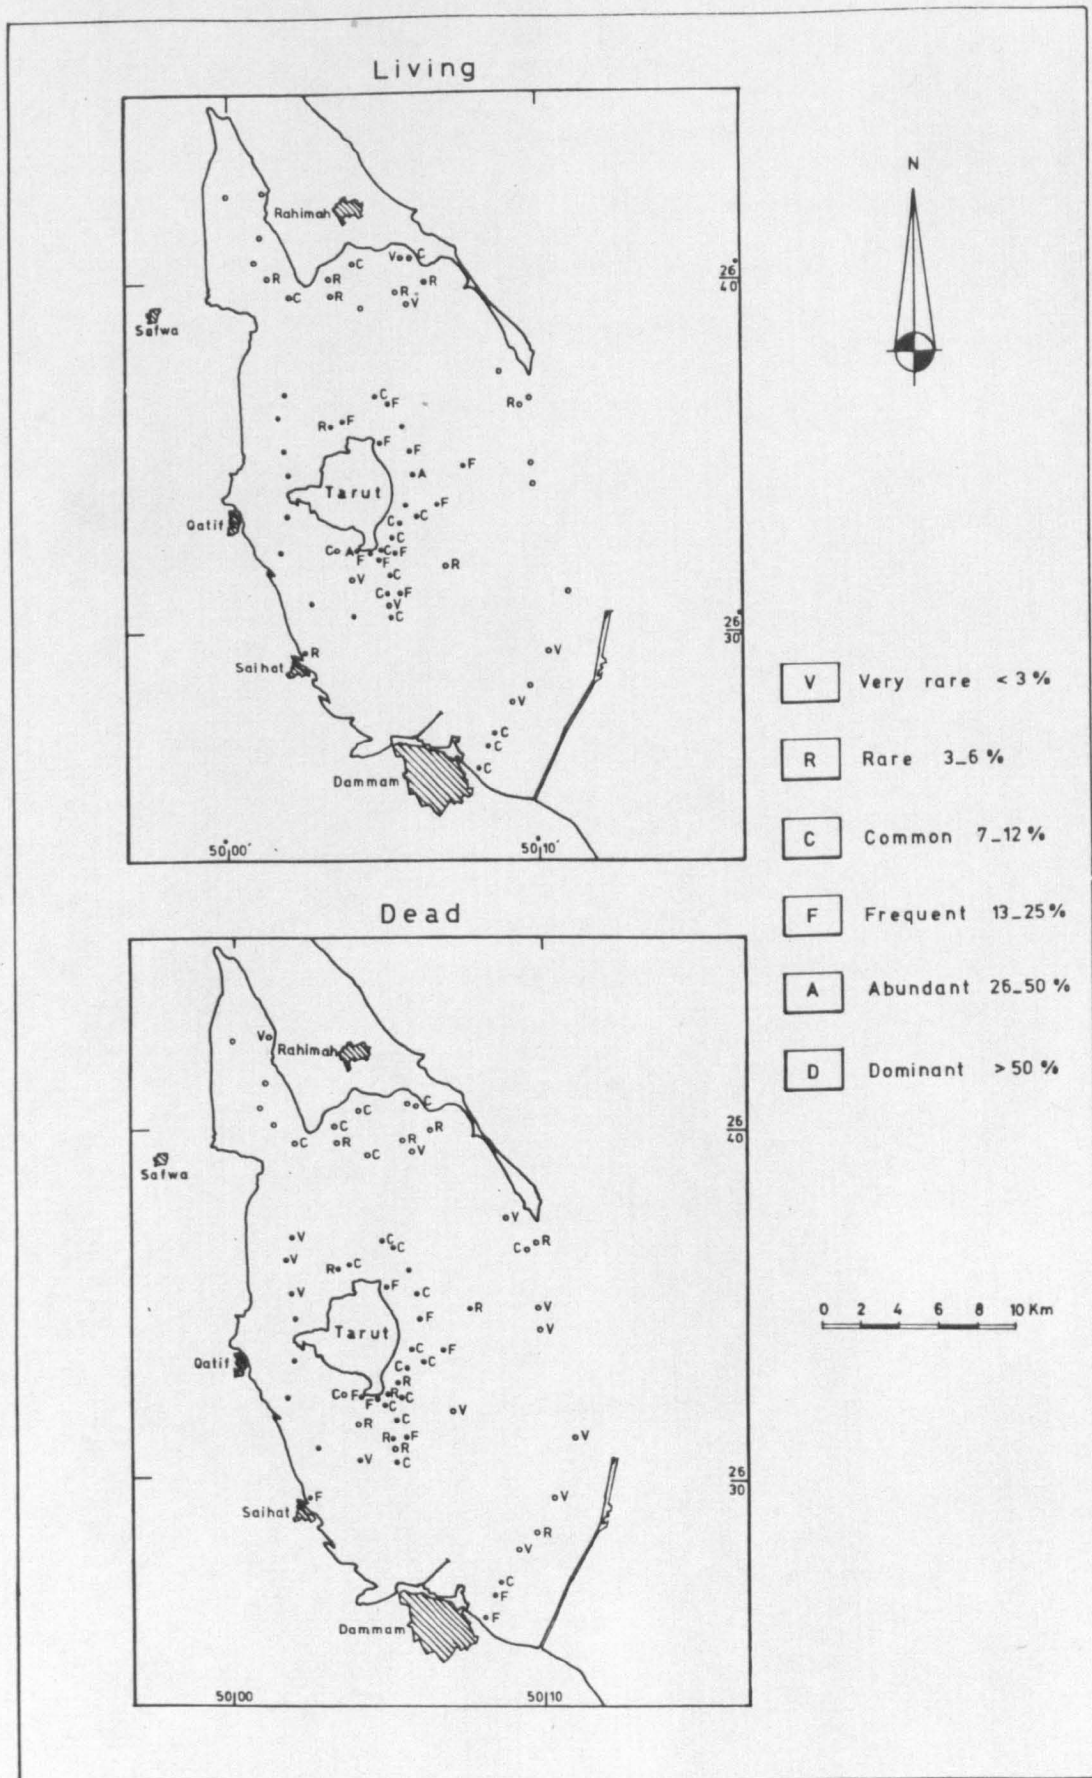 Living
N
Rahimah
V C
C
R R R
C R R V
26°
40'
Safwa
R
C F
R F
F F
F
A
Tarut
F
C C
Qatif
C
C A C F
F F
R
V C
C F
V
C
26
30
V
R
Saihat
V
C
C
C
Dammam
50°00' 50°10'
V Very rare < 3%
R Rare 3_6 %
C Common 7_12 %
F Frequent 13_25%
A Abundant 26_50 %
D Dominant > 50 %
Dead
V
Rahimah
C C
C R
C R R
C V
26
40
Safwa
V
R
C
V C C
V R C
F
V C
R V
F
V
Tarut
F
C C
Qatif
C
R
C F R C
F C
V
R C
R F
R
V C
V
26
30
V
F
Saihat
R
V
C
F
F
Dammam
50 00 50 10
0 2 4 6 8 10 Km